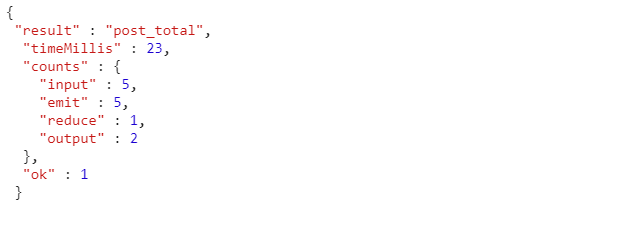 {
"result" : "post_total",
"timeMillis" : 23,
"counts" : {
"input" : 5,
"emit" : 5,
"reduce" : 1,
"output" : 2
},
"ok" : 1
}